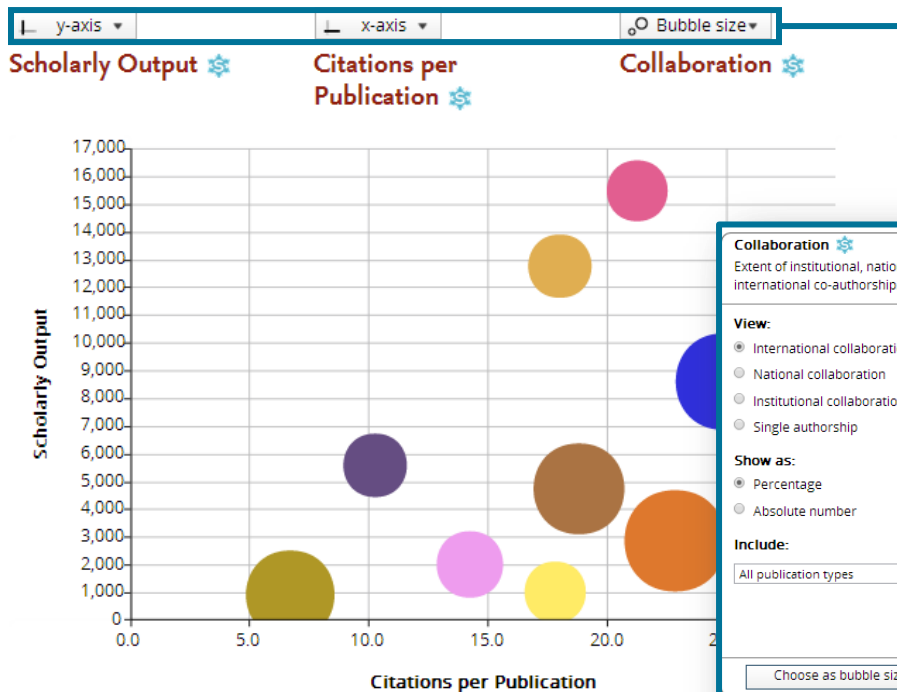 y-axis
x-axis
Bubble size
Scholarly Output
Citations per
Publication
Collaboration
17,000
16,000
15,000
14,000
13,000
12,000
11,000
10,000
9,000
8,000
7,000
6,000
5,000
4,000
3,000
2,000
1,000
0
Scholarly Output
0.0
5.0
10.0
15.0
20.0
2
Citations per Publication
Collaboration
Extent of institutional, natio
international co-authorship
View:
International collaborati
National collaboration
Institutional collaboratio
Single authorship
Show as:
Percentage
Absolute number
Include:
All publication types
Choose as bubble siz